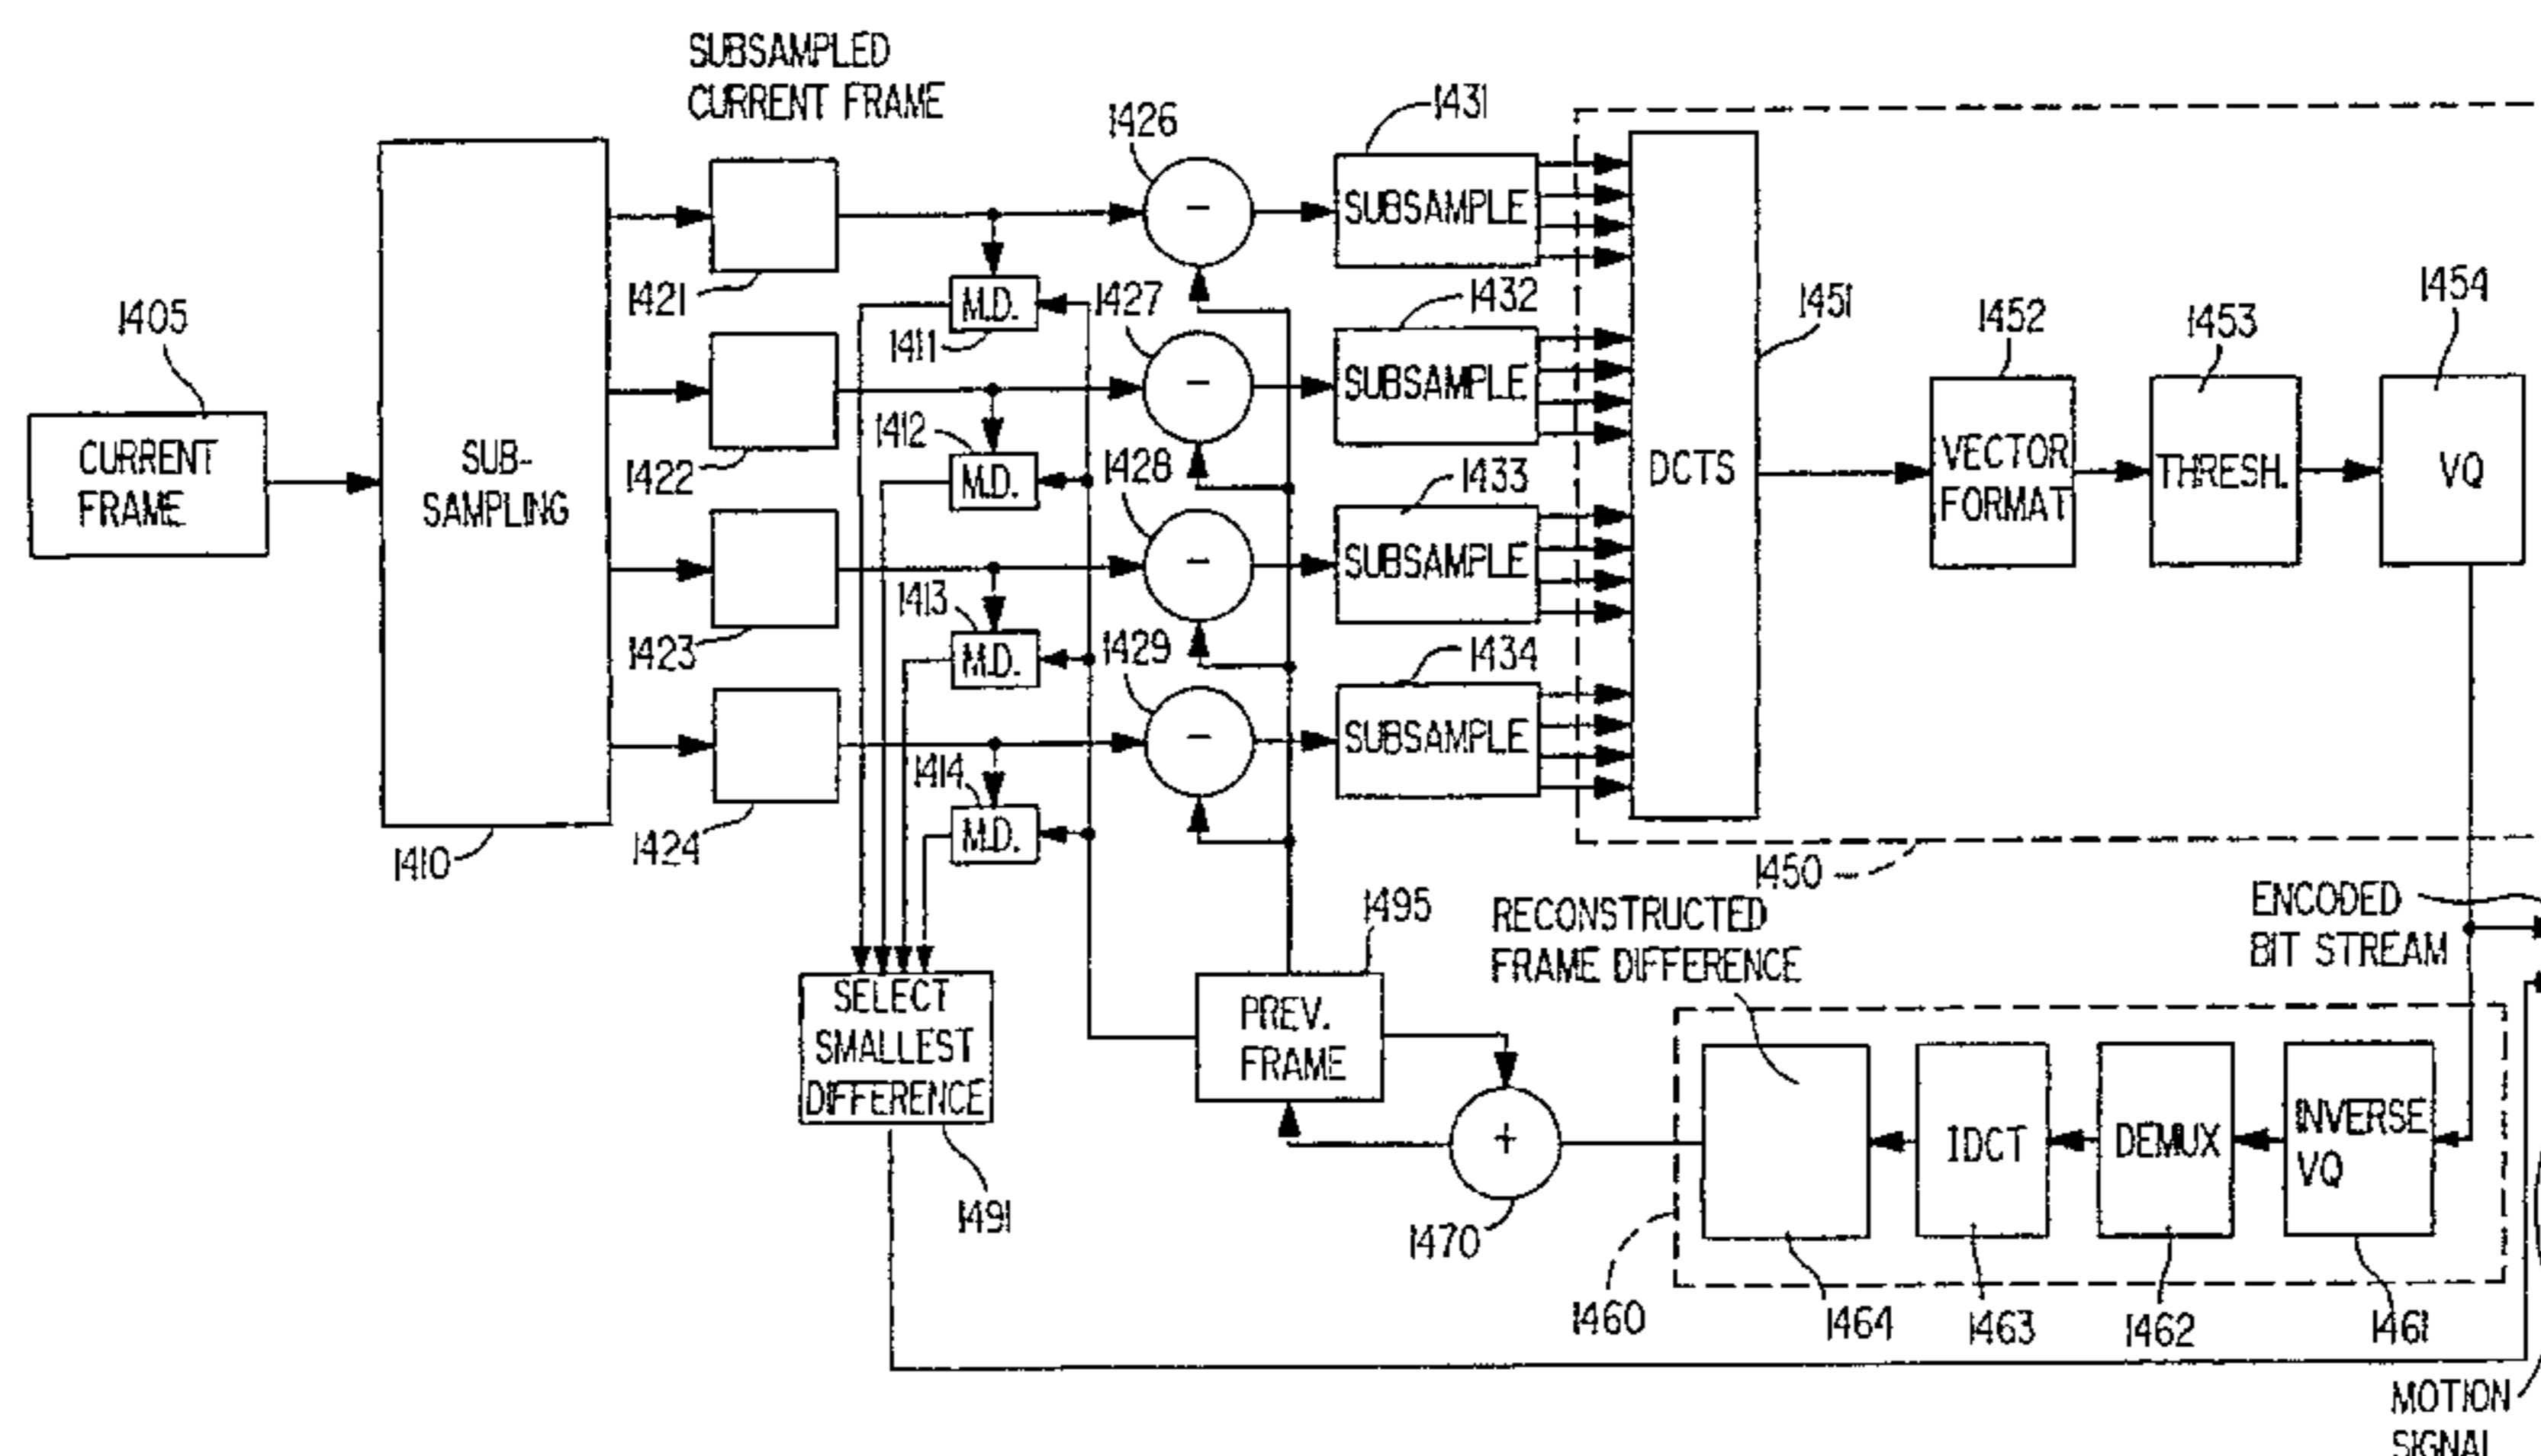 SUBSAMPLED
CURRENT FRAME
1426
1431
1405
1421
M.D.
1411
1427
SUBSAMPLE
1432
1451
1452
1453
1454
CURRENT
FRAME
SUB-
SAMPLING
1422
1412
M.D.
1428
SUBSAMPLE
1433
DCTS
VECTOR
FORMAT
THRESH.
VQ
1423
1413
M.D.
1429
SUBSAMPLE
1434
1410
1424
1414
M.D.
SUBSAMPLE
1450
1495
RECONSTRUCTED
FRAME DIFFERENCE
ENCODED
BIT STREAM
SELECT
SMALLEST
DIFFERENCE
PREV.
FRAME
-
-
-
-
+
IDCT
DEMUX
INVERSE
VQ
1491
1470
1460
1464
1463
1462
1461
MOTION
SIGNAL